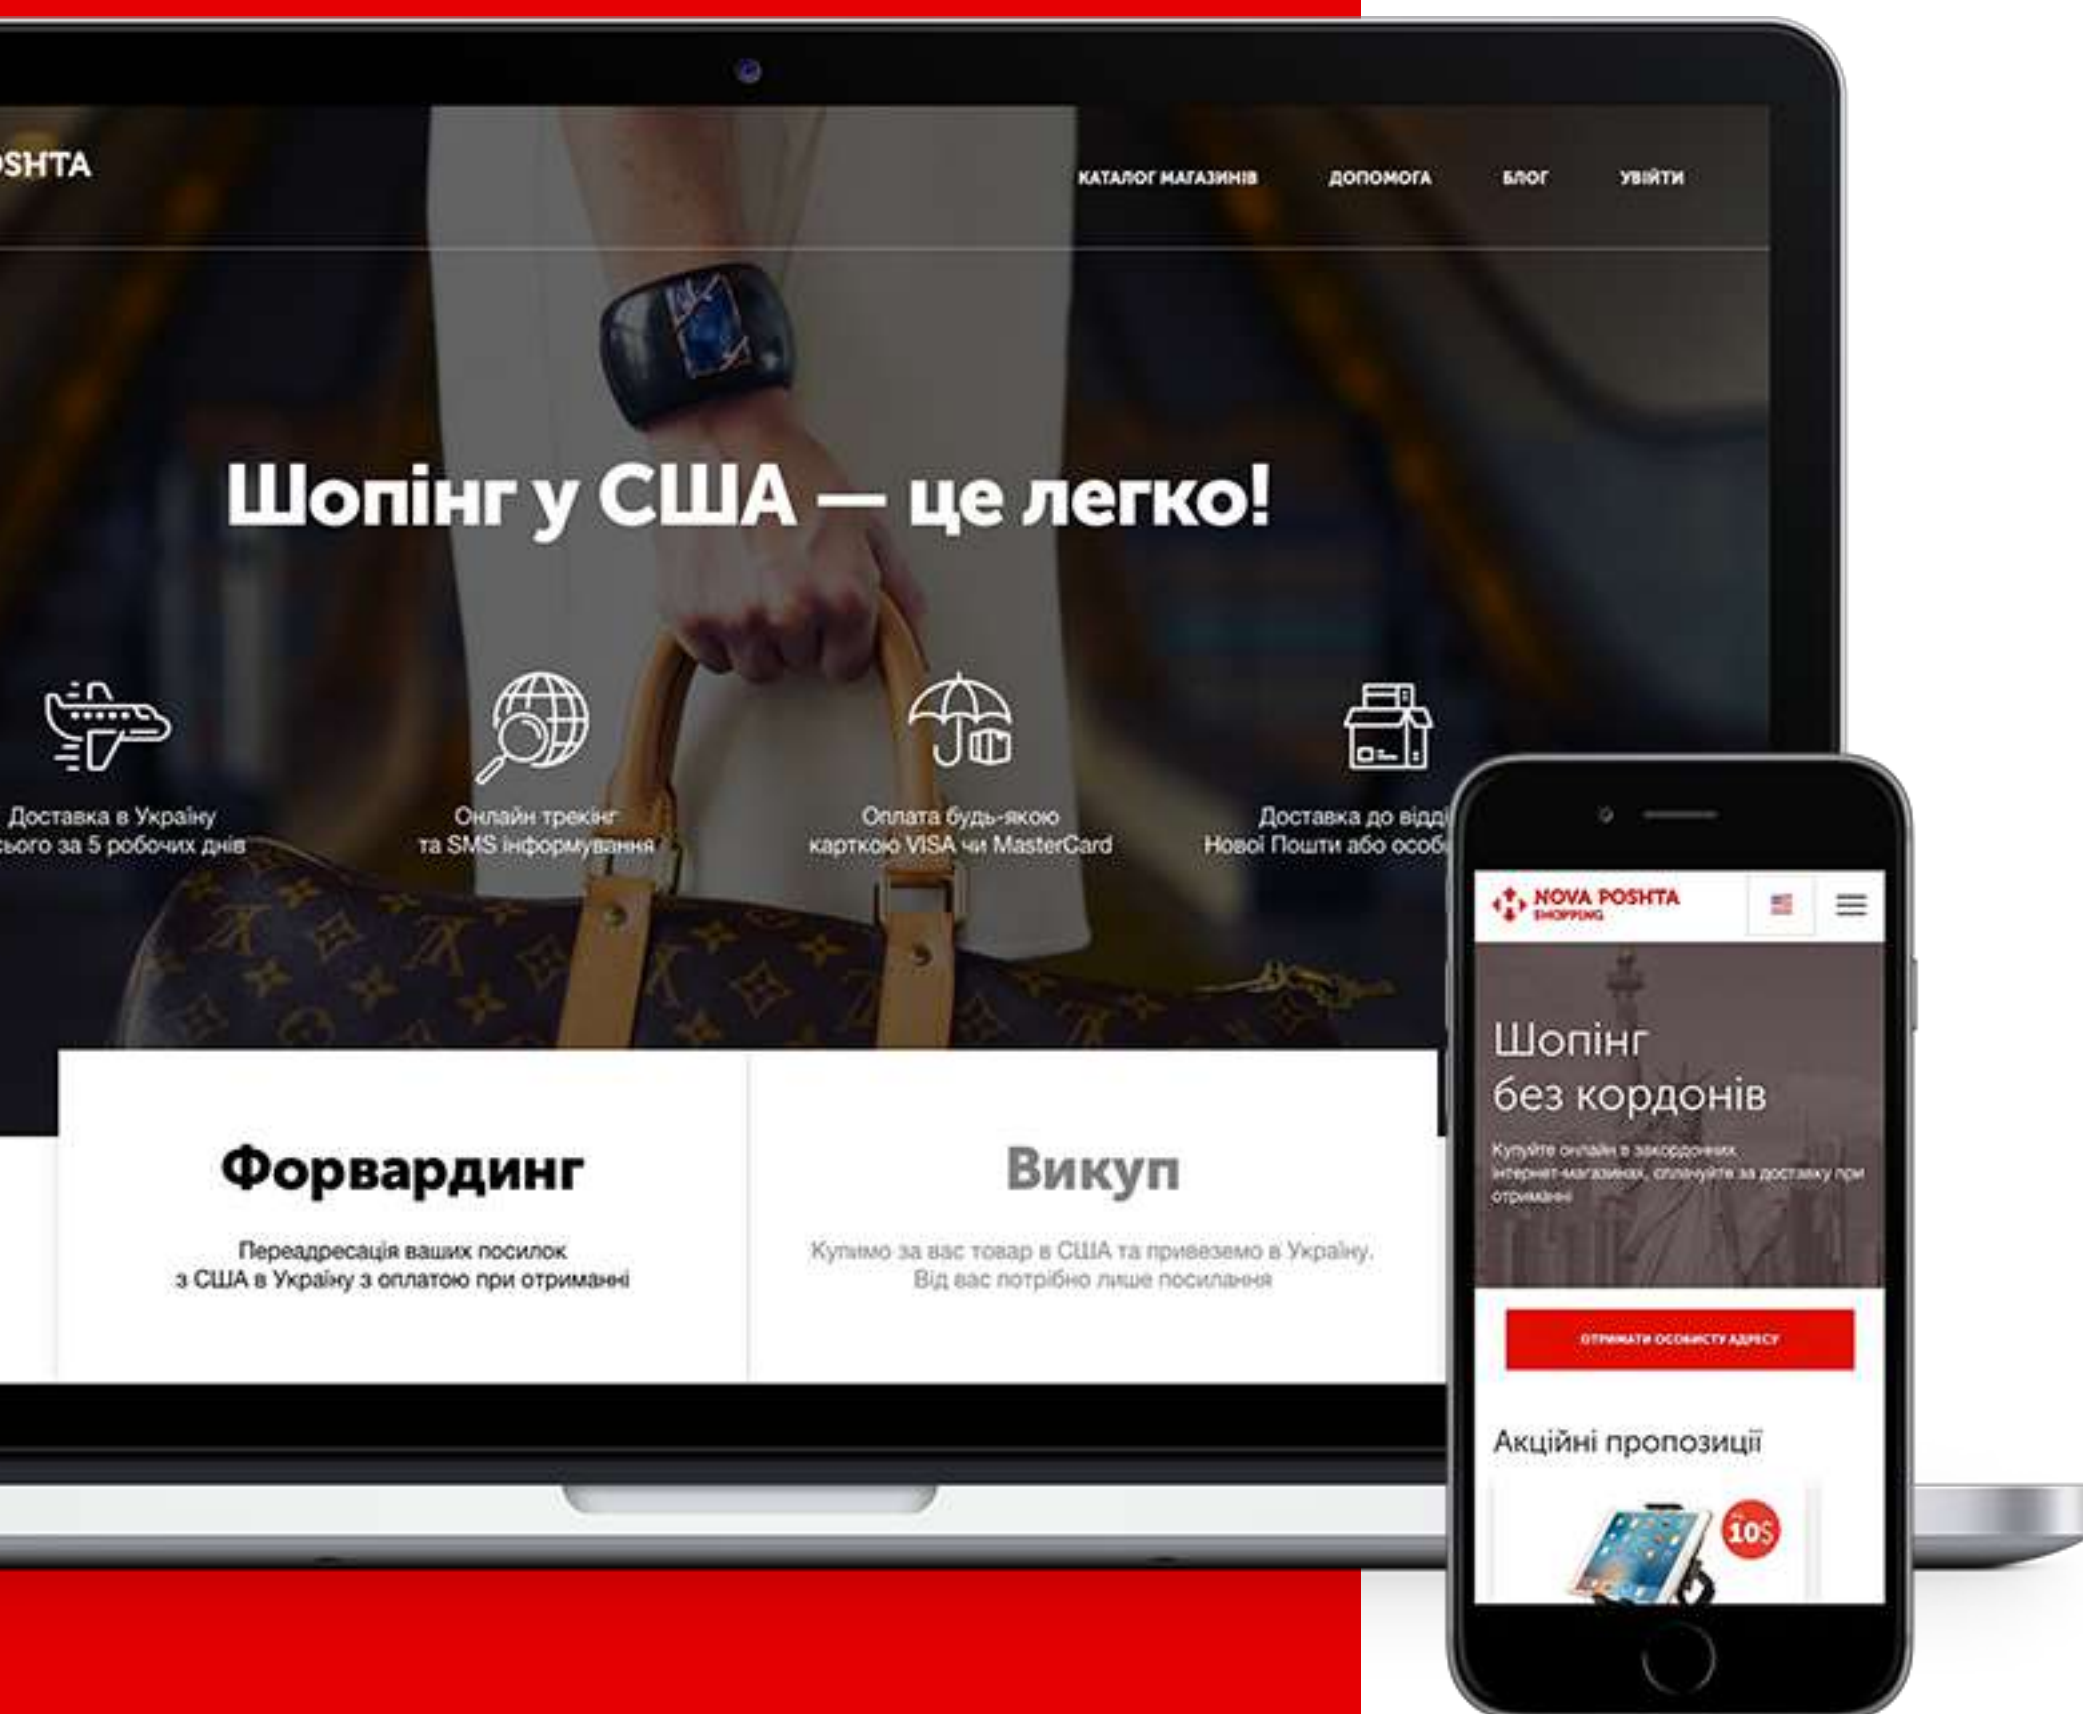 OSHTA
КАТАЛОГ МАГАЗИНІВ
ДОПОМОГА
БЛОГ
УВІЙТИ
Шопінг у США — це легко!
Доставка в Україну
сього за 5 робочих днів
Онлайн трекінг
та SMS інформування
Оплата будь-якою
карткою VISA чи MasterCard
Доставка до відді
Нової Пошти або особ
Форвардинг
Переадресація ваших посилок
з США в Україну з оплатою при отриманні
Викуп
Купимо за вас товар в США та привеземо в Україну.
Від вас потрібно лише посилання
NOVA POSHTA
SHOPPING
Шопінг
без кордонів
Купуйте онлайн в закордонних
інтернет-магазинах, сплачуйте за доставку при
отриманні
ОТРИМАТИ ОСОБИСТУ АДРЕСУ
Акційні пропозиції
10$